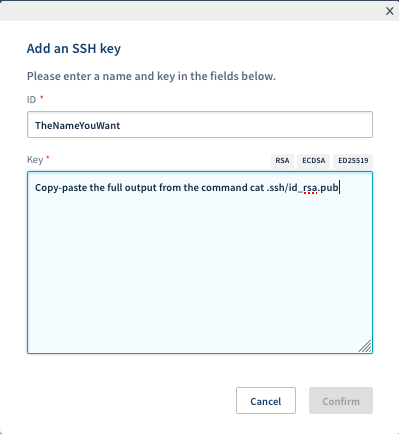 Add an SSH key
Please enter a name and key in the fields below.
ID *
TheNameYouWant
Key * RSA ECDSA ED25519
Copy-paste the full output from the command cat .ssh/id_rsa.pub
Cancel Confirm